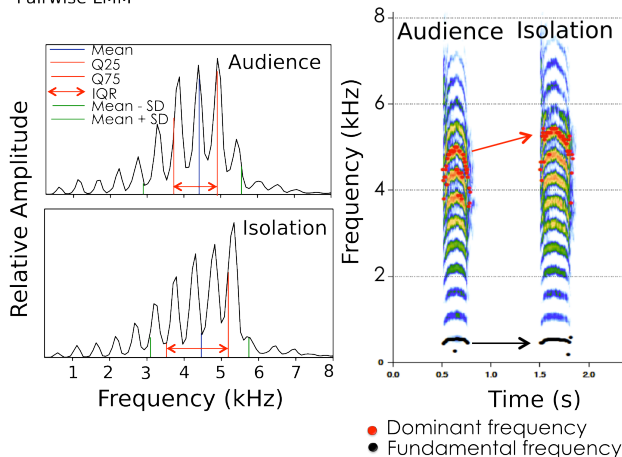 Pairwise LMM
Mean
Q25
Q75
IQR
Mean - SD
Mean + SD
Audience
Isolation
Relative Amplitude
1 2 3 4 5 6 7 8
Frequency (kHz)
Audience Isolation
Frequency (kHz)
8
6
4
2
0
0.0 0.5 1.0 1.5 2.0
Time (s)
Dominant frequency
Fundamental frequency